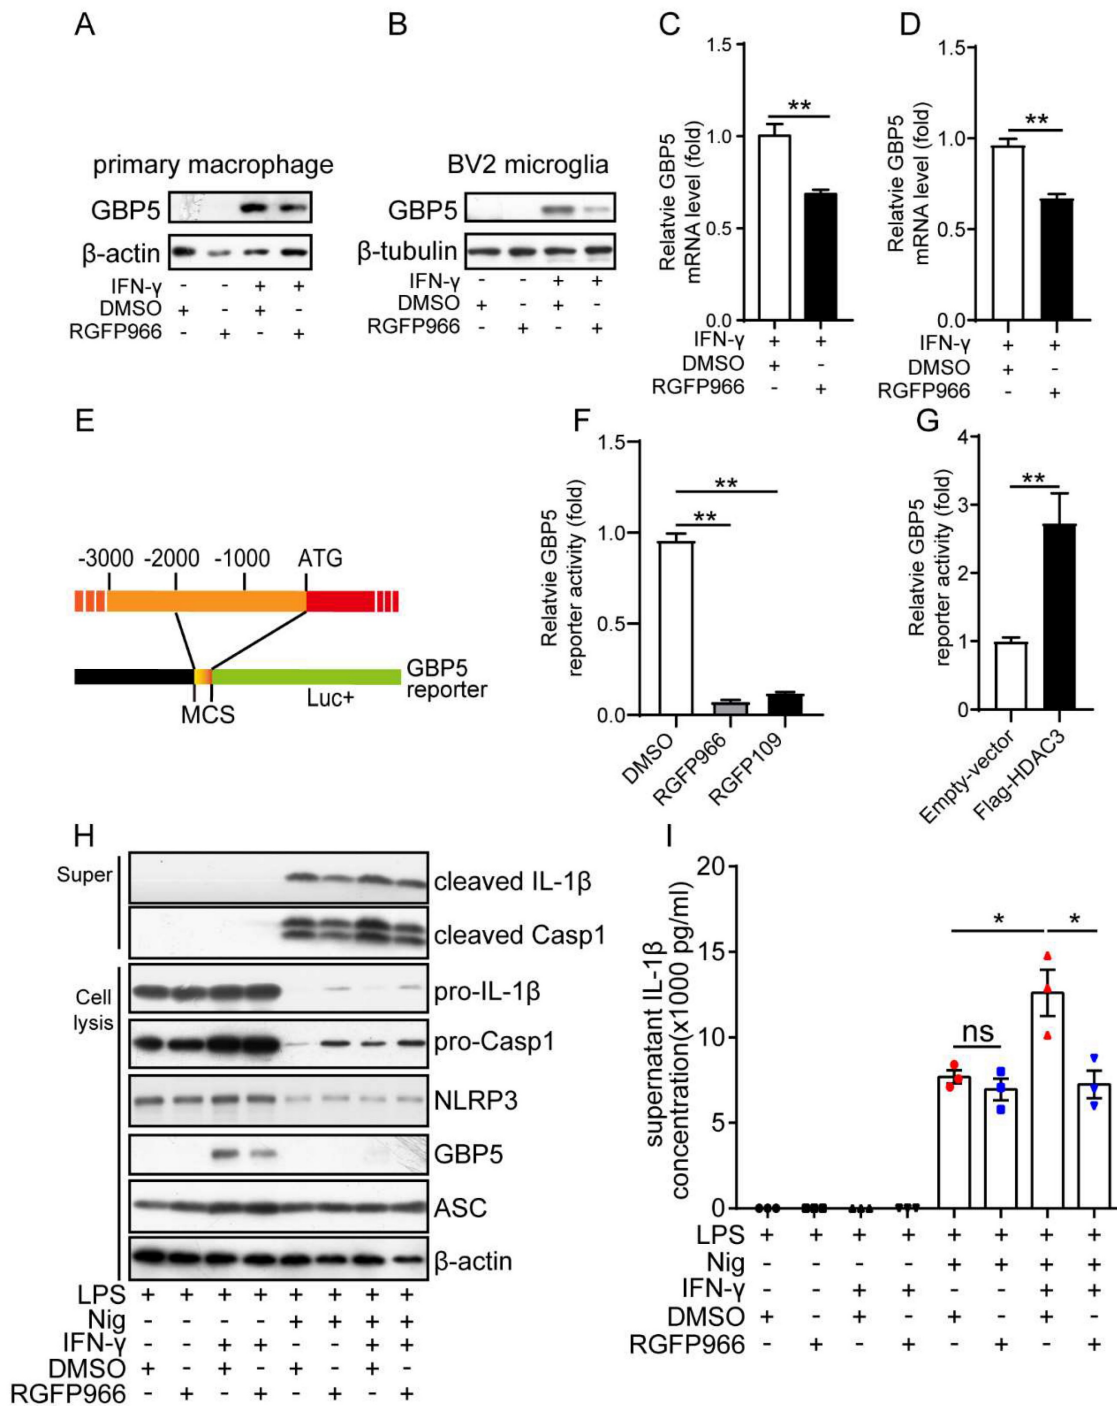 A
B
C
D
primary macrophage
GBP5
β-actin
IFN-γ - - + +
DMSO + - + -
RGFP966 - + - +
BV2 microglia
GBP5
β-tubulin
IFN-γ - - + +
DMSO + - + -
RGFP966 - + - +
Relatvie GBP5
mRNA level (fold)
1.5
1.0
0.5
0.0
**
IFN-γ + +
DMSO + -
RGFP966 - +
Relatvie GBP5
mRNA level (fold)
1.5
1.0
0.5
0.0
**
IFN-γ + +
DMSO + -
RGFP966 - +
E
-3000 -2000 -1000 ATG
GBP5
reporter
MCS
Luc+
F
Relatvie GBP5
reporter activity (fold)
1.5
1.0
0.5
0.0
**
**
DMSO
RGFP966
RGFP109
G
Relatvie GBP5
reporter activity (fold)
4
3
2
1
0
**
Empty-vector
Flag-HDAC3
H
Super
cleaved IL-1β
cleaved Casp1
Cell
lysis
pro-IL-1β
pro-Casp1
NLRP3
GBP5
ASC
β-actin
LPS + + + + + + + +
Nig - - - - + + + +
IFN-γ - - + + - - + +
DMSO + - + - + - + -
RGFP966 - + - + - + - +
I
supernatant IL-1β
concentration(x1000 pg/ml)
20
15
10
5
0
ns
*
*
LPS + + + + + + + +
Nig - - - - + + + +
IFN-γ - - + + - - + +
DMSO + - + - + - + -
RGFP966 - + - + - + - +